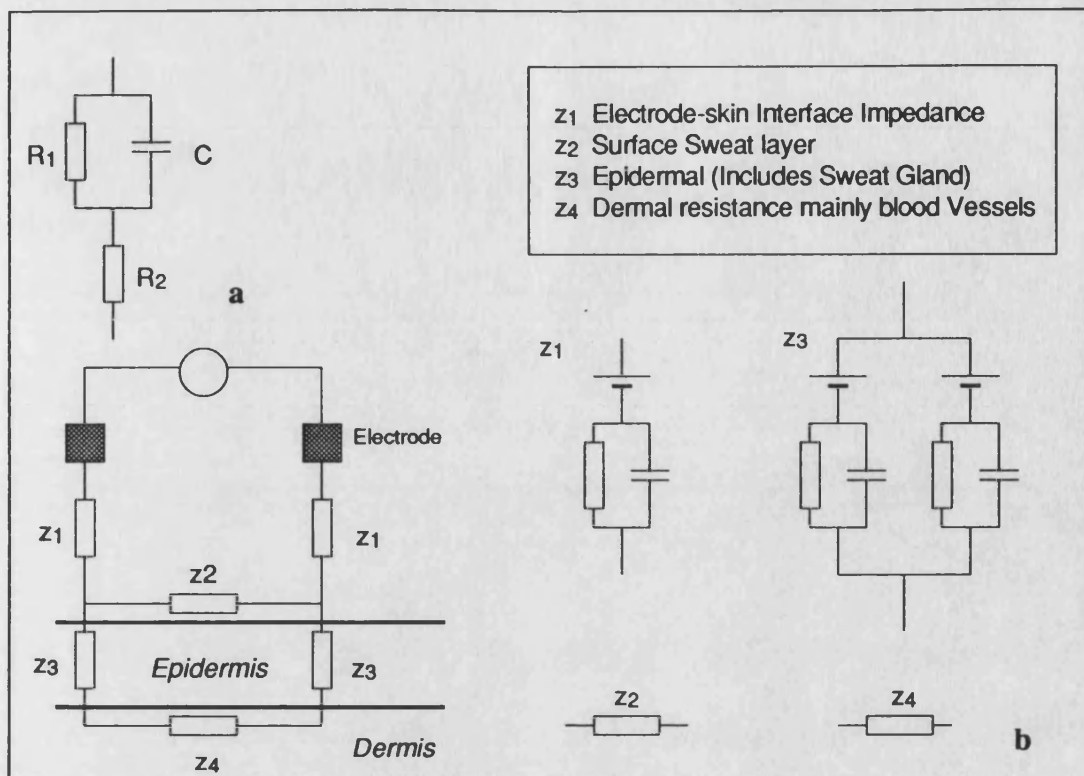 R1
C
R2
a
z1 Electrode-skin Interface Impedance
z2 Surface Sweat layer
z3 Epidermal (Includes Sweat Gland)
z4 Dermal resistance mainly blood Vessels
Electrode
z1
z1
z2
z3
Epidermis
z3
z4
Dermis
z1
z3
z2
z4
b